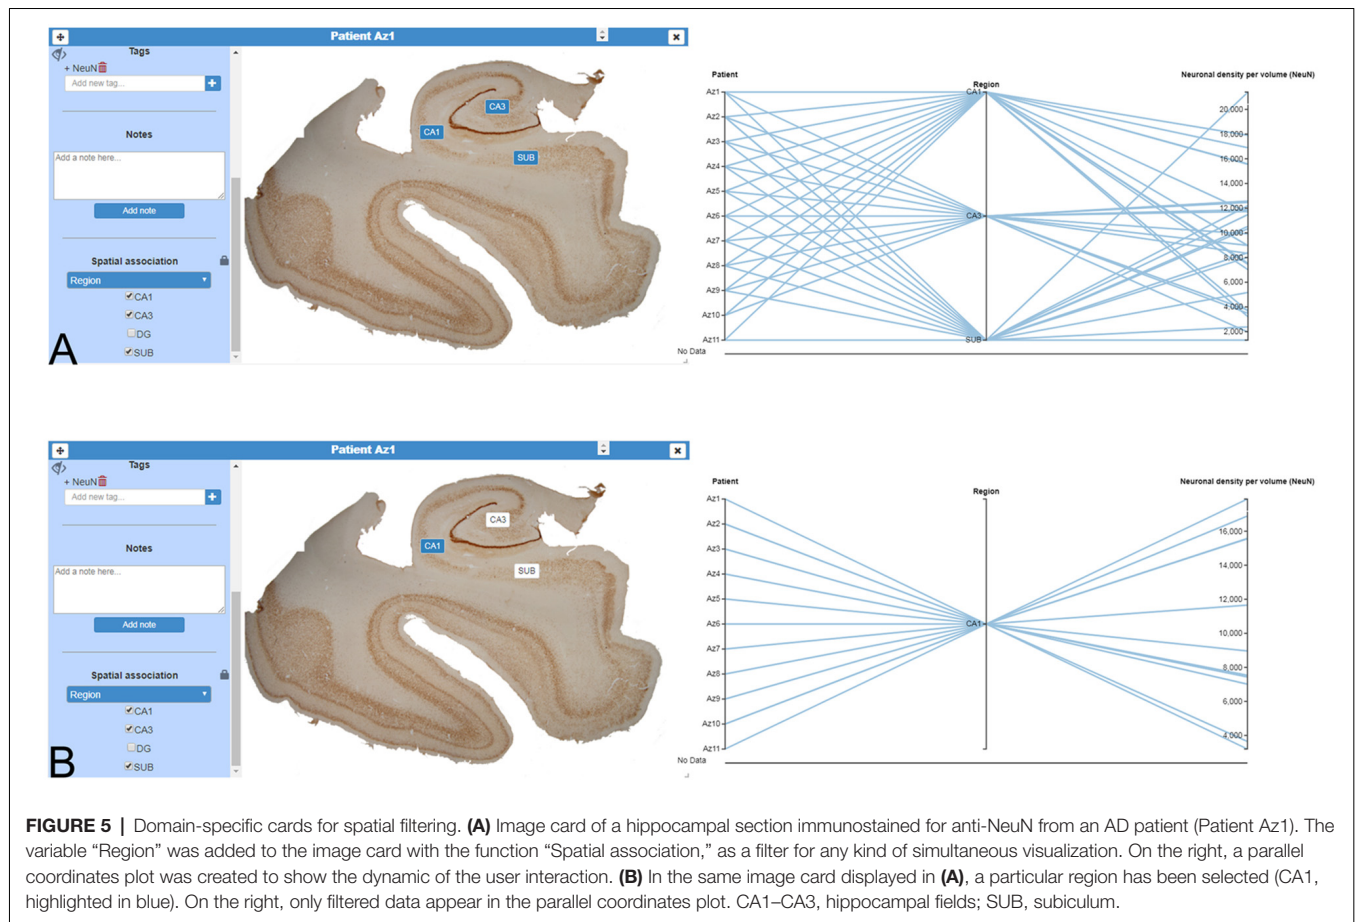 Patient Az1
Tags
+ NeuN
Add new tag...
Notes
Add a note here...
Add note
Spatial association
Region
CA1
CA3
DG
SUB
A
CA3
CA1
SUB
Patient
Region
Neuronal density per volume (NeuN)
Az1
Az2
Az3
Az4
Az5
Az6
Az7
Az8
Az9
Az10
Az11
No Data
CA1
CA3
SUB
20,000
18,000
16,000
14,000
12,000
10,000
8,000
6,000
4,000
2,000
Patient Az1
Tags
+ NeuN
Add new tag...
Notes
Add a note here...
Add note
Spatial association
Region
CA1
CA3
DG
SUB
B
CA3
CA1
SUB
Patient
Region
Neuronal density per volume (NeuN)
Az1
Az2
Az3
Az4
Az5
Az6
Az7
Az8
Az9
Az10
Az11
No Data
CA1
16,000
14,000
12,000
10,000
8,000
6,000
4,000
FIGURE 5 | Domain-specific cards for spatial filtering. (A) Image card of a hippocampal section immunostained for anti-NeuN from an AD patient (Patient Az1). The
variable “Region” was added to the image card with the function “Spatial association,” as a filter for any kind of simultaneous visualization. On the right, a parallel
coordinates plot was created to show the dynamic of the user interaction. (B) In the same image card displayed in (A), a particular region has been selected (CA1,
highlighted in blue). On the right, only filtered data appear in the parallel coordinates plot. CA1–CA3, hippocampal fields; SUB, subiculum.